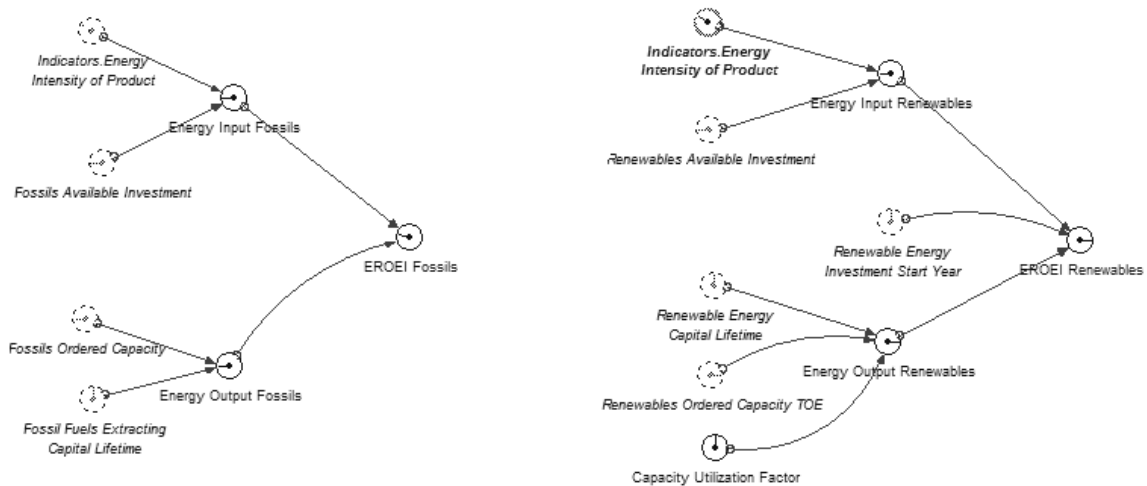 Indicators.Energy
Intensity of Product
Energy Input Fossils
Fossils Available Investment
EROEI Fossils
Fossils Ordered Capacity
Energy Output Fossils
Fossil Fuels Extracting
Capital Lifetime
Indicators.Energy
Intensity of Product
Energy Input Renewables
Renewables Available Investment
Renewable Energy
Investment Start Year
EROEI Renewables
Renewable Energy
Capital Lifetime
Energy Output Renewables
Renewables Ordered Capacity TOE
Capacity Utilization Factor